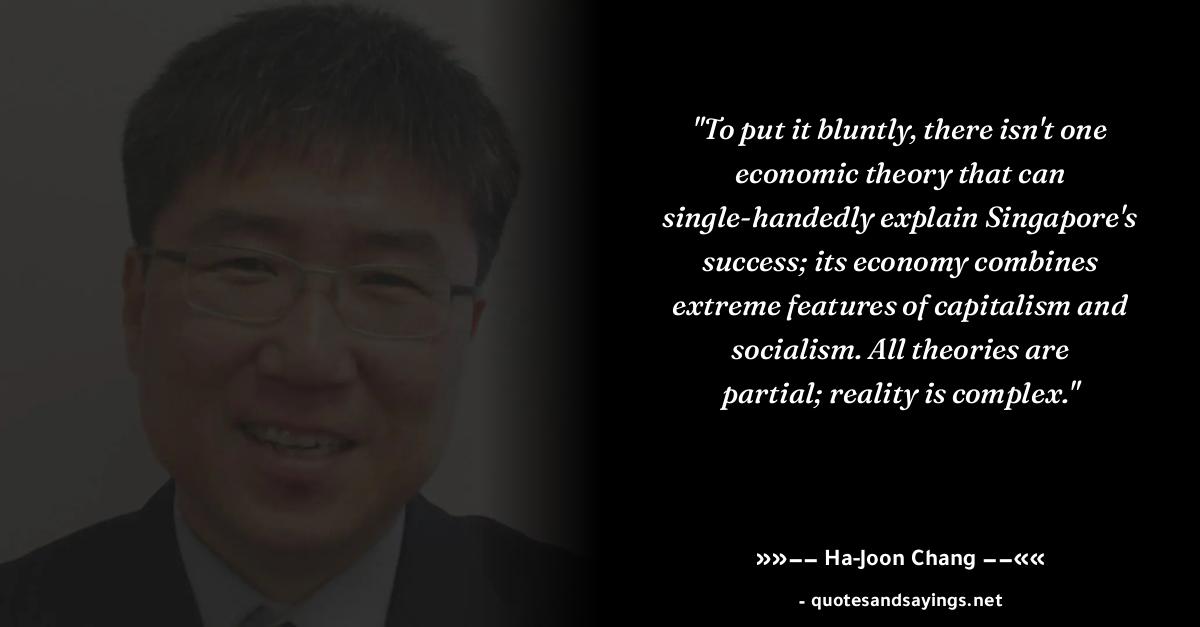 "To put it bluntly, there isn't one
economic theory that can
single-handedly explain Singapore's
success; its economy combines
extreme features of capitalism and
socialism. All theories are
partial; reality is complex."
»»–– Ha-Joon Chang ––««
- quotesandsayings.net